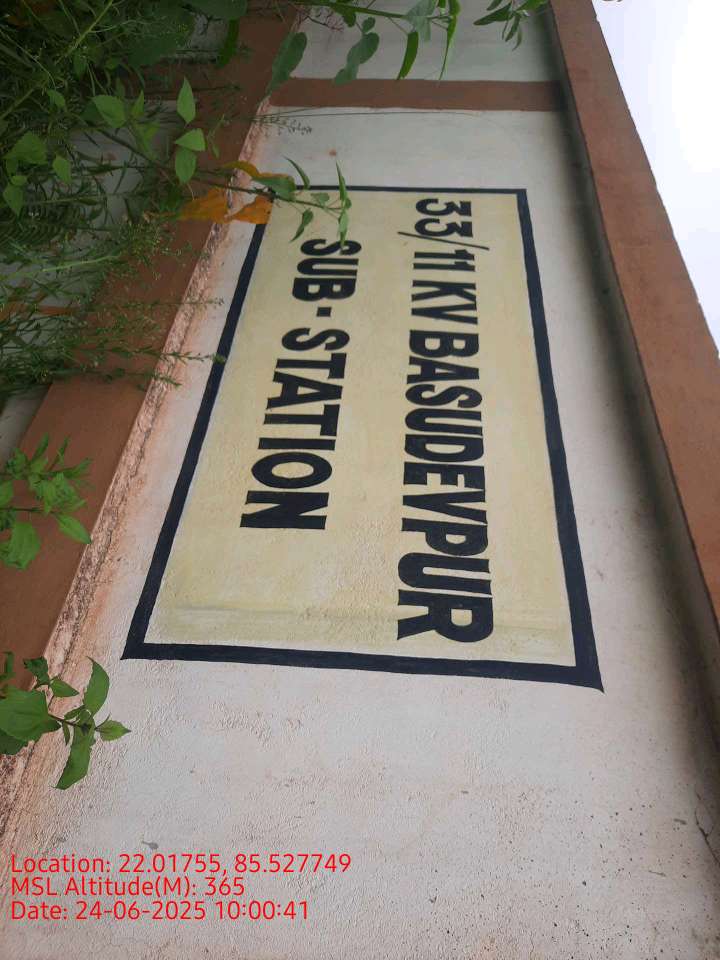 33/11 KV BASUDEVPUR
SUB-STATION
Location: 22.01755, 85.527749
MSL Altitude(M): 365
Date: 24-06-2025 10:00:41